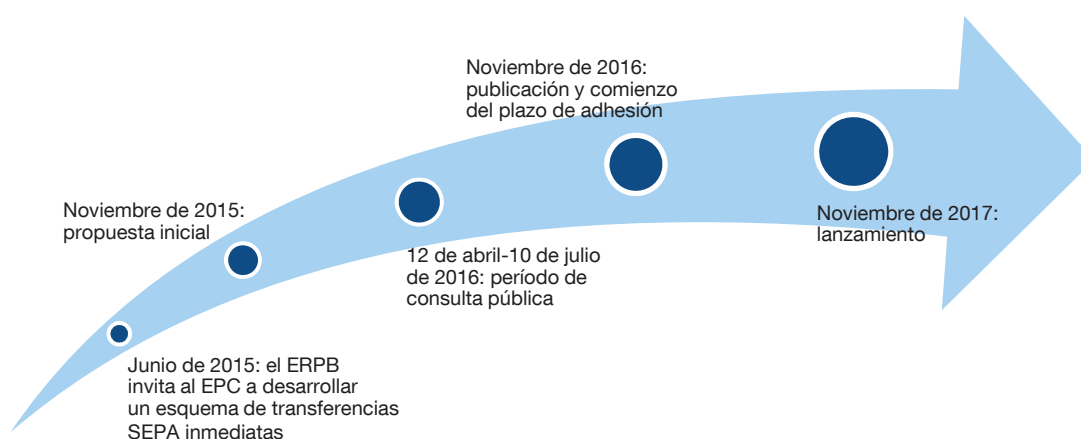 Junio de 2015: el ERPB
invita al EPC a desarrollar
un esquema de transferencias
SEPA inmediatas
Noviembre de 2015:
propuesta inicial
12 de abril-10 de julio
de 2016: período de
consulta pública
Noviembre de 2016:
publicación y comienzo
del plazo de adhesión
Noviembre de 2017:
lanzamiento